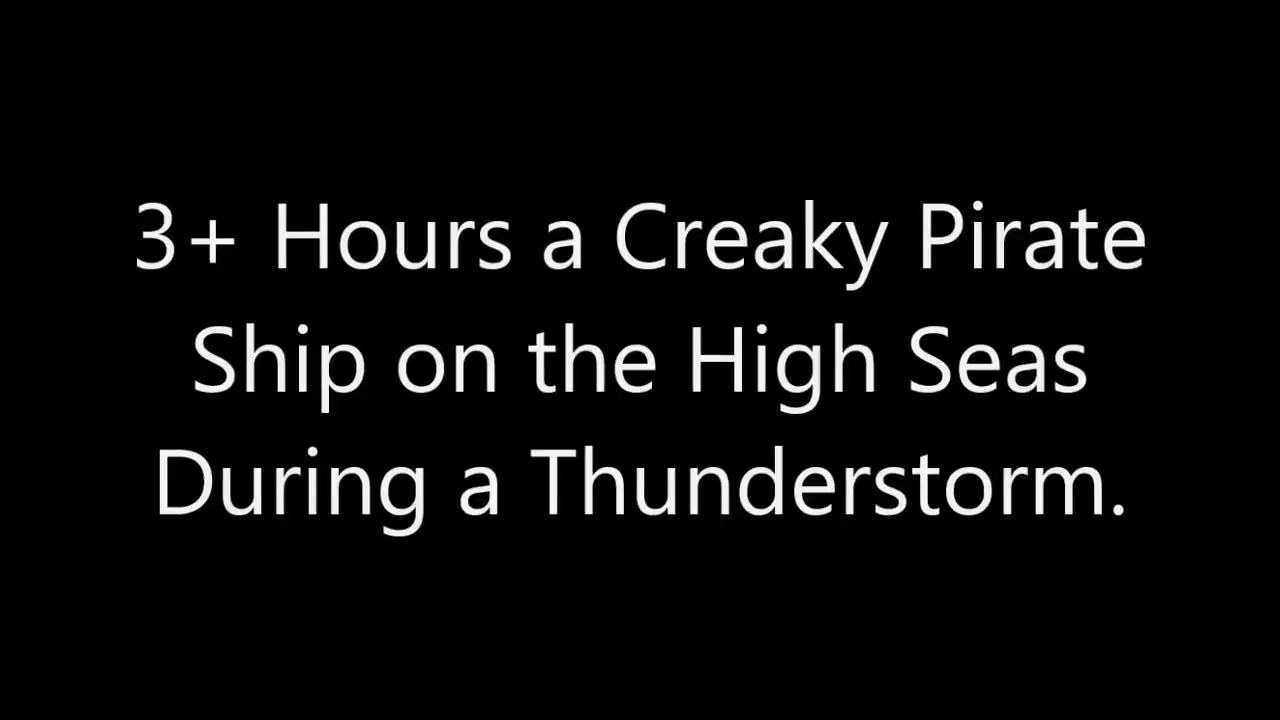 3+ Hours a Creaky Pirate
Ship on the High Seas
During a Thunderstorm.